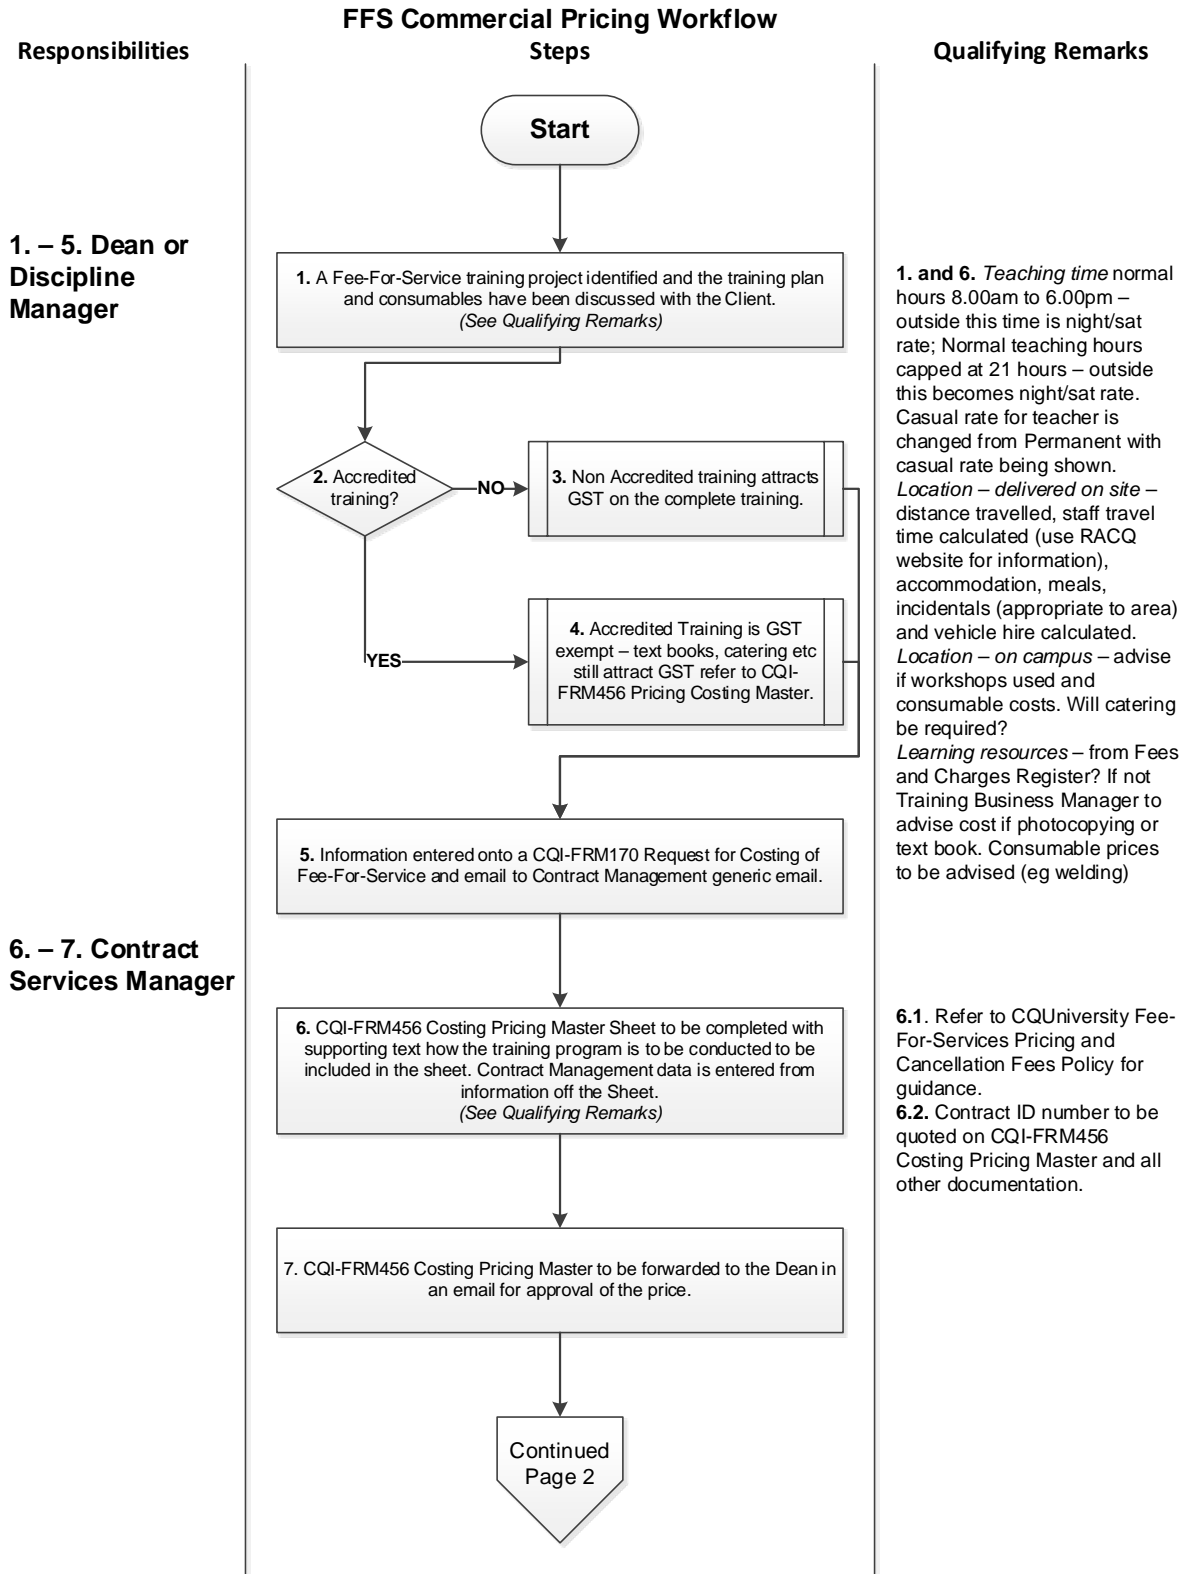 FFS Commercial Pricing Workflow
Responsibilities
Steps
Qualifying Remarks
Start
1. – 5. Dean or
Discipline
Manager
1. A Fee-For-Service training project identified and the training plan
and consumables have been discussed with the Client.
(See Qualifying Remarks)
2. Accredited
training?
NO
3. Non Accredited training attracts
GST on the complete training.
YES
4. Accredited Training is GST
exempt – text books, catering etc
still attract GST refer to CQI-
FRM456 Pricing Costing Master.
5. Information entered onto a CQI-FRM170 Request for Costing of
Fee-For-Service and email to Contract Management generic email.
1. and 6. Teaching time normal
hours 8.00am to 6.00pm –
outside this time is night/sat
rate; Normal teaching hours
capped at 21 hours – outside
this becomes night/sat rate.
Casual rate for teacher is
changed from Permanent with
casual rate being shown.
Location – delivered on site –
distance travelled, staff travel
time calculated (use RACQ
website for information),
accommodation, meals,
incidentals (appropriate to area)
and vehicle hire calculated.
Location – on campus – advise
if workshops used and
consumable costs. Will catering
be required?
Learning resources – from Fees
and Charges Register? If not
Training Business Manager to
advise cost if photocopying or
text book. Consumable prices
to be advised (eg welding)
6. – 7. Contract
Services Manager
6. CQI-FRM456 Costing Pricing Master Sheet to be completed with
supporting text how the training program is to be conducted to be
included in the sheet. Contract Management data is entered from
information off the Sheet.
(See Qualifying Remarks)
6.1. Refer to CQUniversity Fee-
For-Services Pricing and
Cancellation Fees Policy for
guidance.
6.2. Contract ID number to be
quoted on CQI-FRM456
Costing Pricing Master and all
other documentation.
7. CQI-FRM456 Costing Pricing Master to be forwarded to the Dean in
an email for approval of the price.
Continued
Page 2